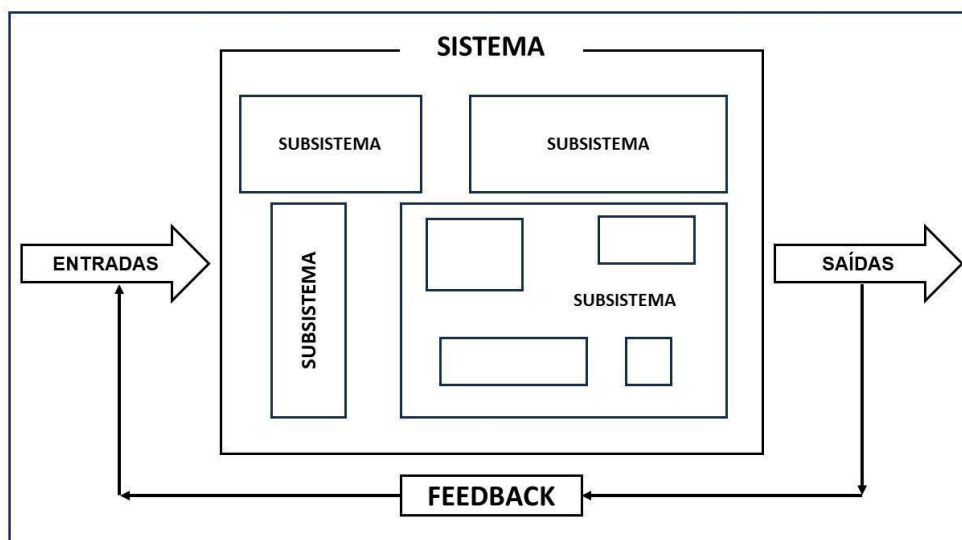 SISTEMA
SUBSISTEMA
SUBSISTEMA
ENTRADAS
SUBSISTEMA
SUBSISTEMA
SAÍDAS
FEEDBACK